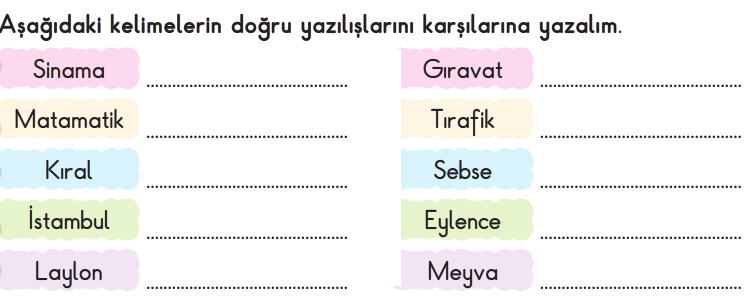 Aşağıdaki kelimelerin doğru yazılışlarını karşılarına yazalım.
Sinama ........................................ Gıravat ........................................
Matamatik ........................................ Tırafik ........................................
Kıral ........................................ Sebse ........................................
İstambul ........................................ Eylence ........................................
Laylon ........................................ Meyva ........................................